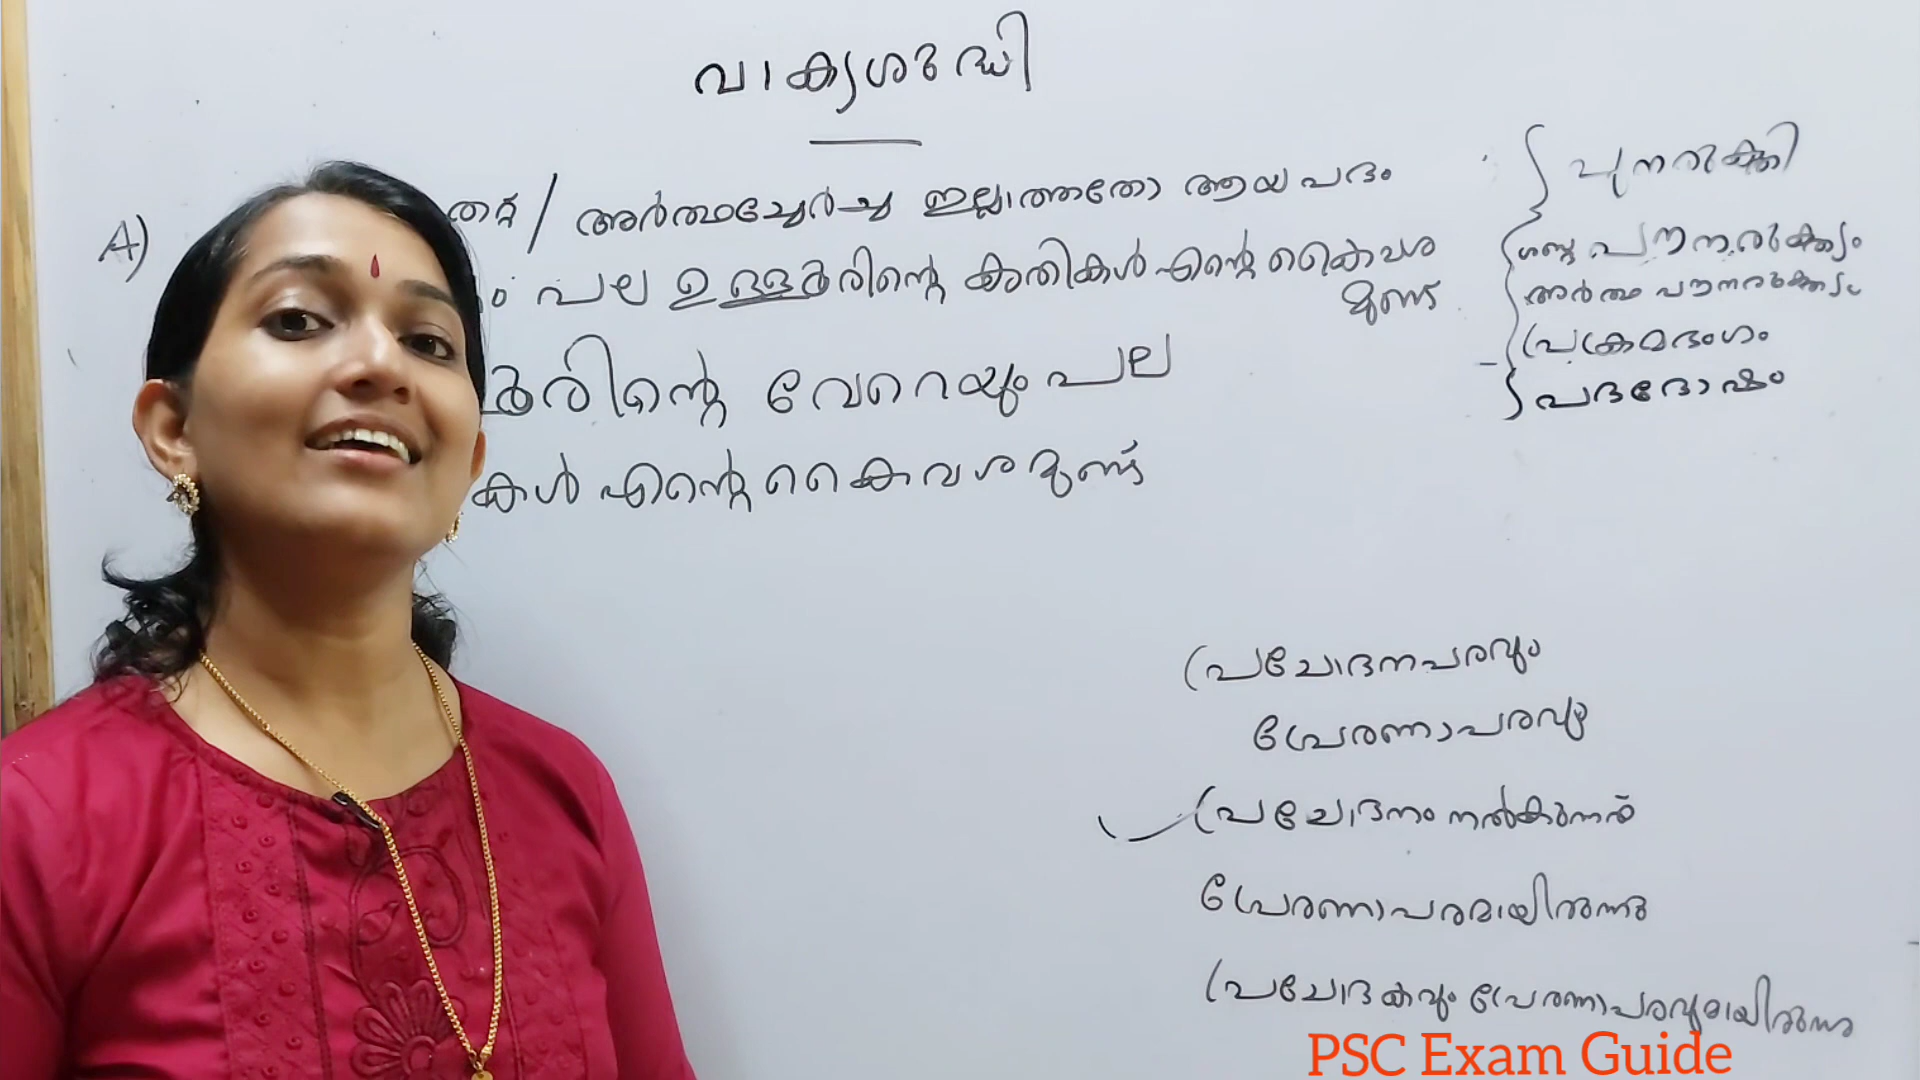 വാക്യശുദ്ധി
A) തെറ്റ് / അർത്ഥച്ചേർച്ച ഇല്ലാത്തതോ ആയ പദം
പല ഉള്ളൂരിന്റെ കൃതികൾ എന്റെ കൈവശ
മുണ്ട്
രിന്റെ വേറെയും പല
കൾ എന്റെ കൈവശമുണ്ട്
പുനരുക്തി
ശബ്ദ പൗനരുക്ത്യം
അർത്ഥ പൗനരുക്ത്യം
പ്രക്രമഭംഗം
പദദോഷം
പ്രചോദനപരവും
പ്രേരണാപരവു
പ്രചോദനം നൽകുന്നത്
പ്രേരണാപരമായിരുന്നു
പ്രചോദകവും പ്രേരണാപരവുമായിരുന്നു
PSC Exam Guide